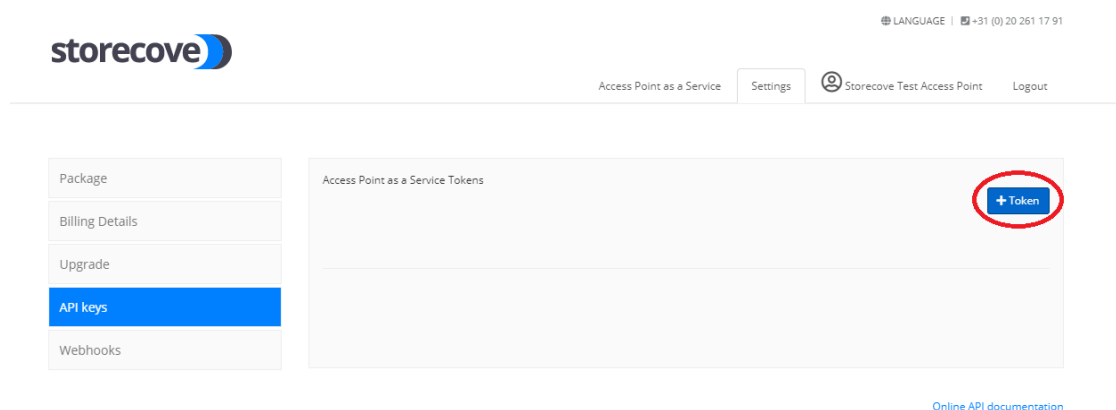 LANGUAGE | +31 (0) 20 261 17 91
storecove
Access Point as a Service Settings Storecove Test Access Point Logout
Package
Access Point as a Service Tokens
+ Token
Billing Details
Upgrade
API keys
Webhooks
Online API documentation